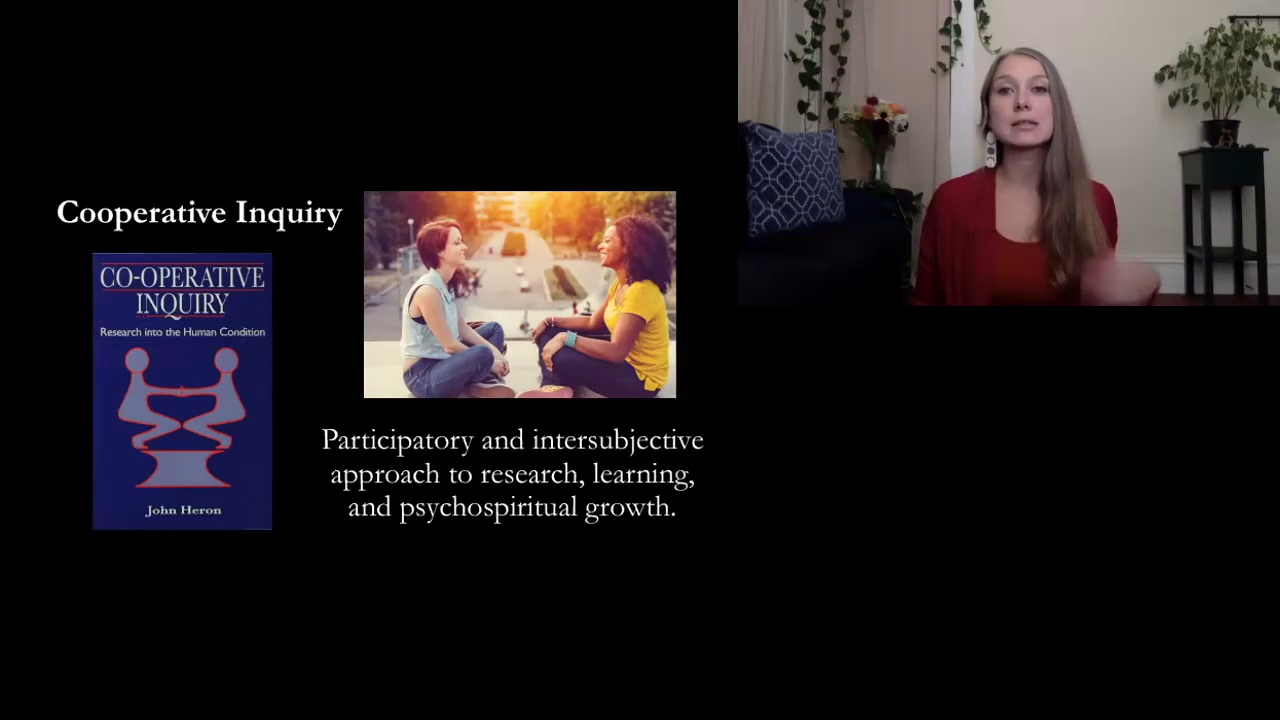 Cooperative Inquiry
CO-OPERATIVE
INQUIRY
Research into the Human Condition
John Heron
Participatory and intersubjective
approach to research, learning,
and psychospiritual growth.